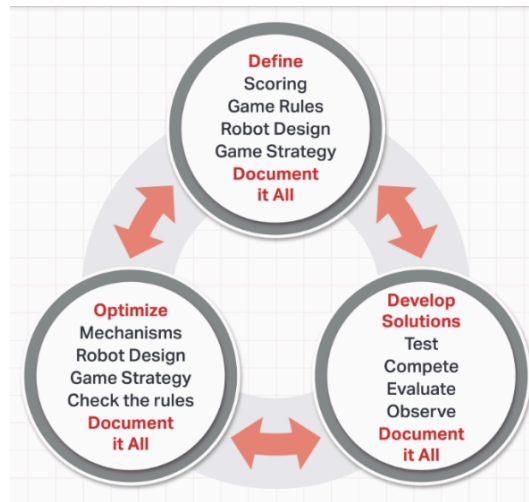 Define
Scoring
Game Rules
Robot Design
Game Strategy
Document
it All
Optimize
Mechanisms
Robot Design
Game Strategy
Check the rules
Document
it All
Develop
Solutions
Test
Compete
Evaluate
Observe
Document
it All